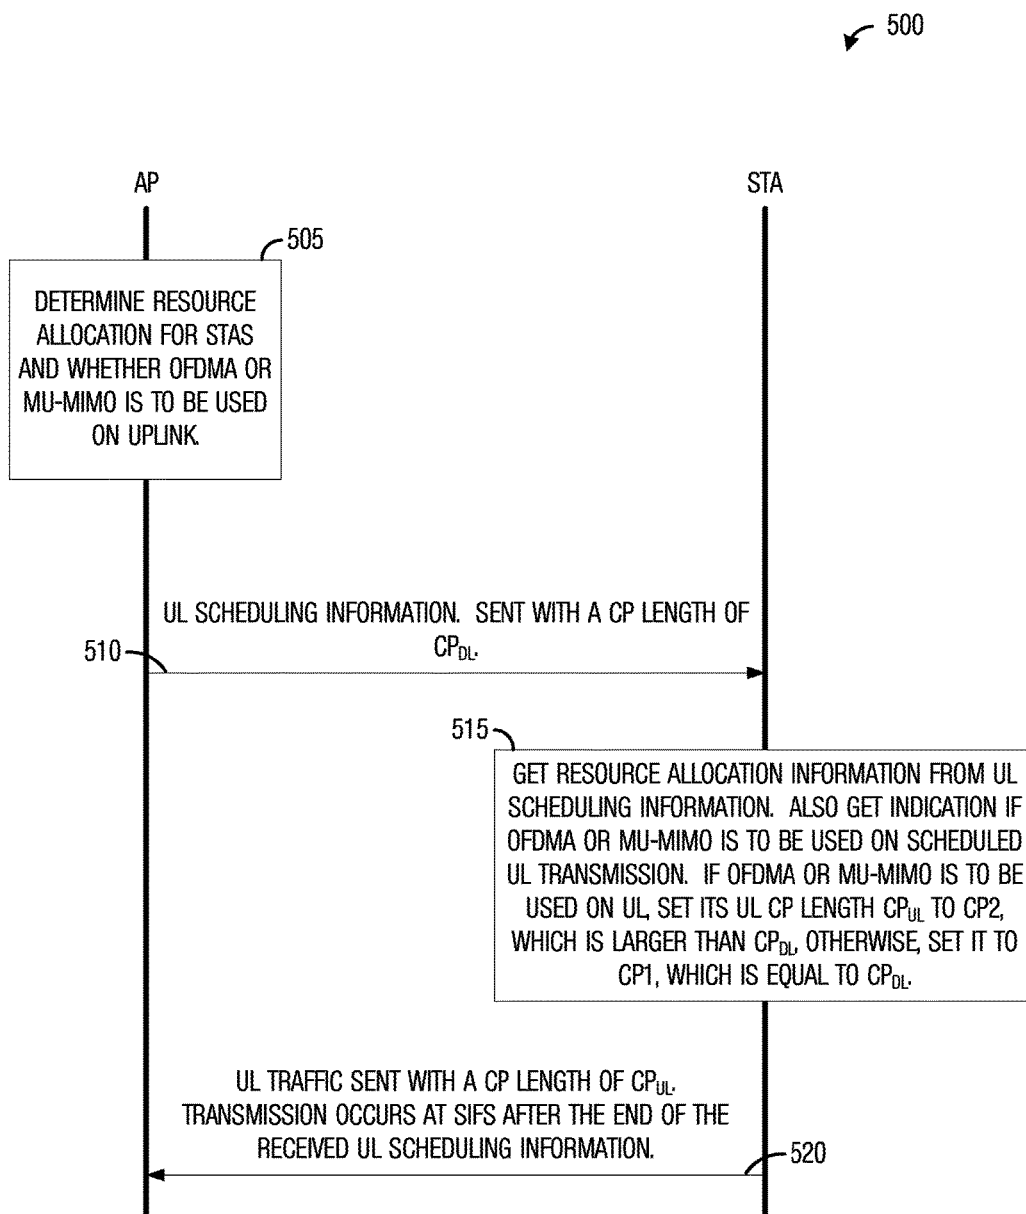 500
AP
STA
505
DETERMINE RESOURCE
ALLOCATION FOR STAS
AND WHETHER OFDMA OR
MU-MIMO IS TO BE USED
ON UPLINK.
UL SCHEDULING INFORMATION. SENT WITH A CP LENGTH OF
CP_DL.
510
515
GET RESOURCE ALLOCATION INFORMATION FROM UL
SCHEDULING INFORMATION. ALSO GET INDICATION IF
OFDMA OR MU-MIMO IS TO BE USED ON SCHEDULED
UL TRANSMISSION. IF OFDMA OR MU-MIMO IS TO BE
USED ON UL, SET ITS UL CP LENGTH CP_UL TO CP2,
WHICH IS LARGER THAN CP_DL, OTHERWISE, SET IT TO
CP1, WHICH IS EQUAL TO CP_DL.
UL TRAFFIC SENT WITH A CP LENGTH OF CP_UL.
TRANSMISSION OCCURS AT SIFS AFTER THE END OF THE
RECEIVED UL SCHEDULING INFORMATION.
520